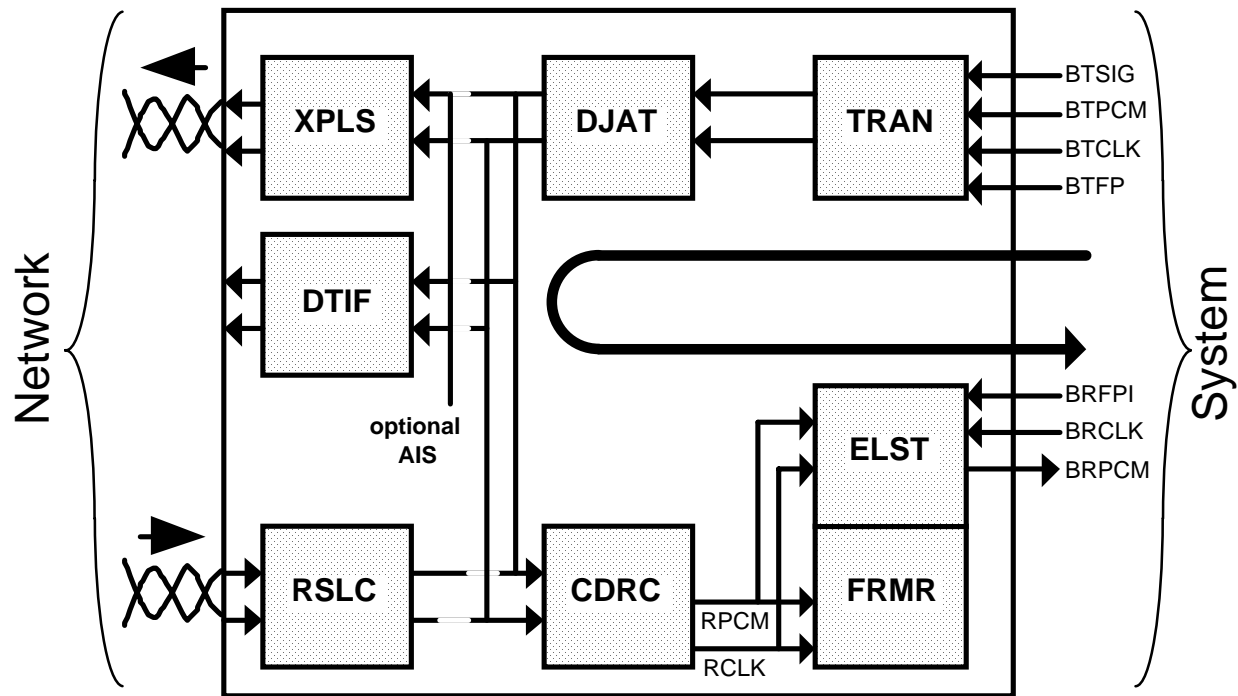 XPLS
DJAT
TRAN
BTSIG
BTPCM
BTCLK
BTFP
Network
DTIF
System
optional
AIS
ELST
BRFPI
BRCLK
BRPCM
RSLC
CDRC
FRMR
RPCM
RCLK